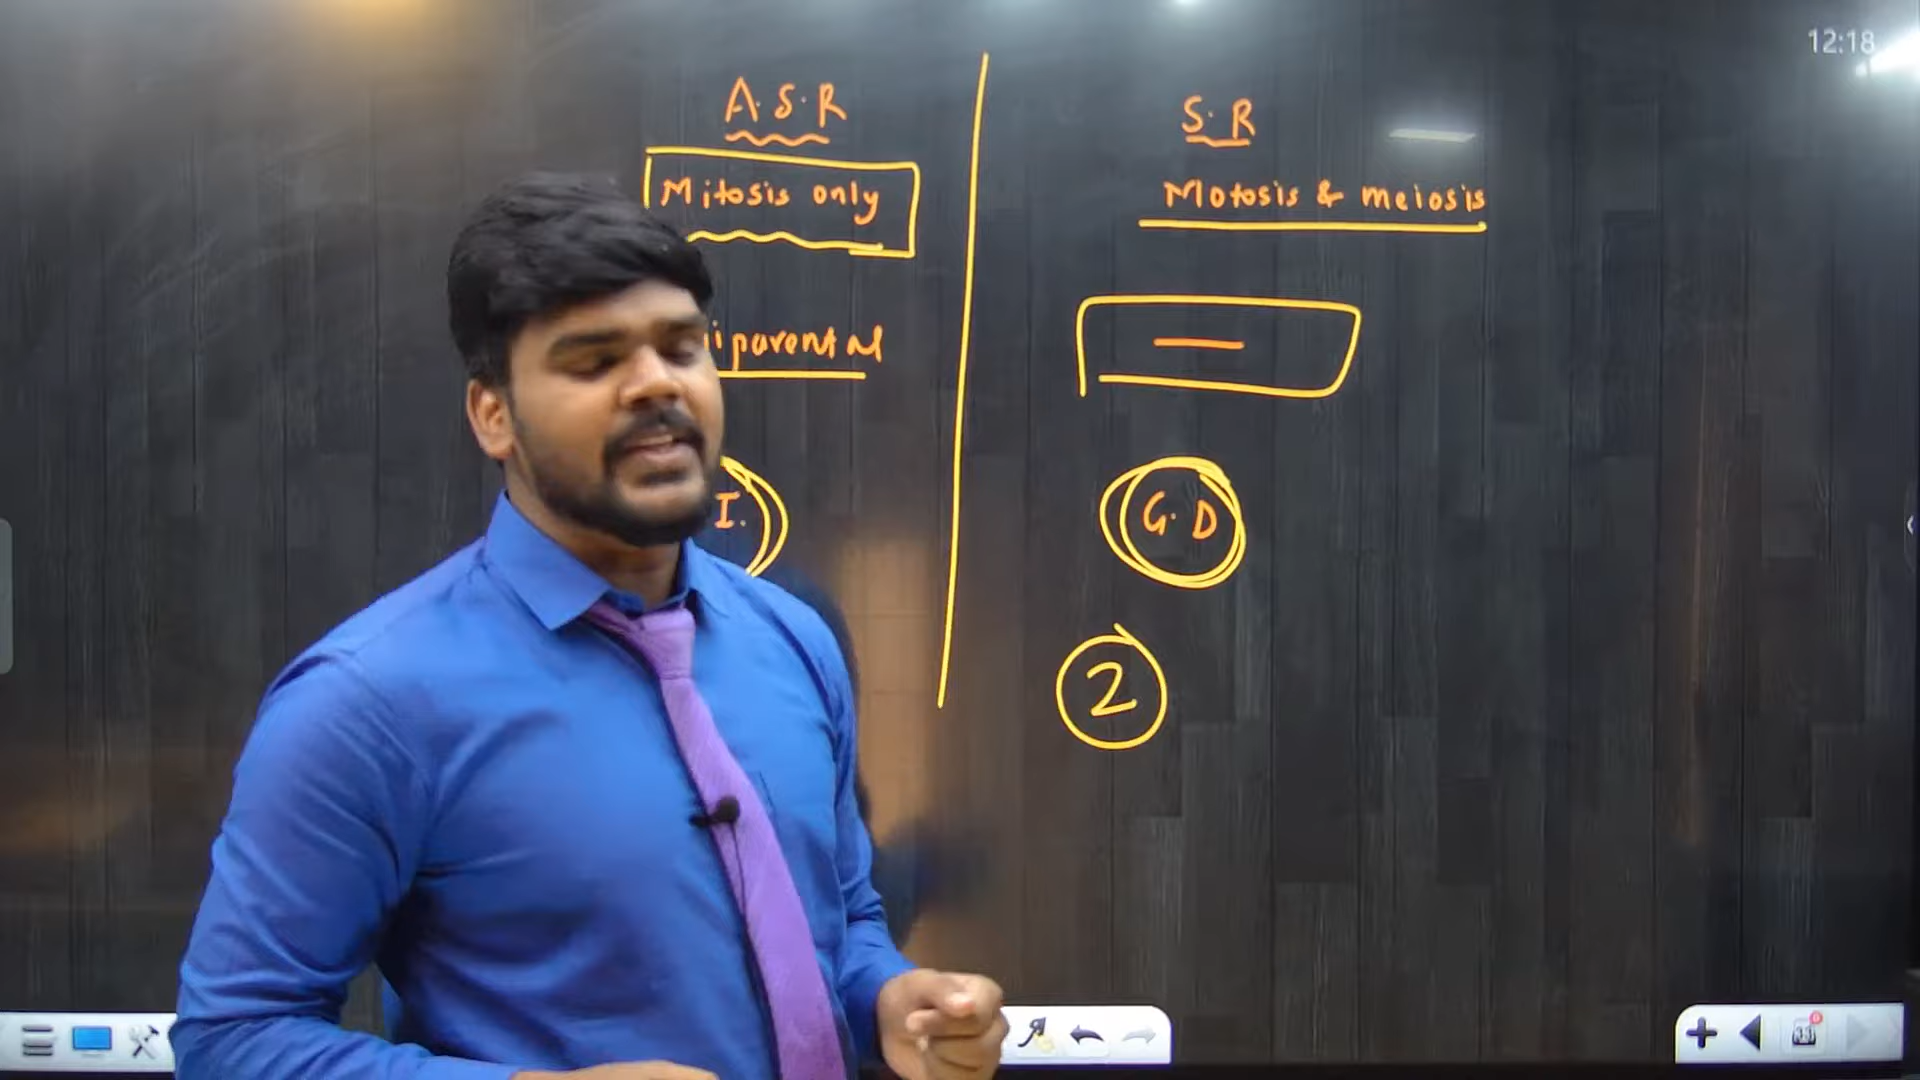 12:18
A.S.R
S.R
Mitosis only
Motosis & meiosis
iparental
I.
G.D
2